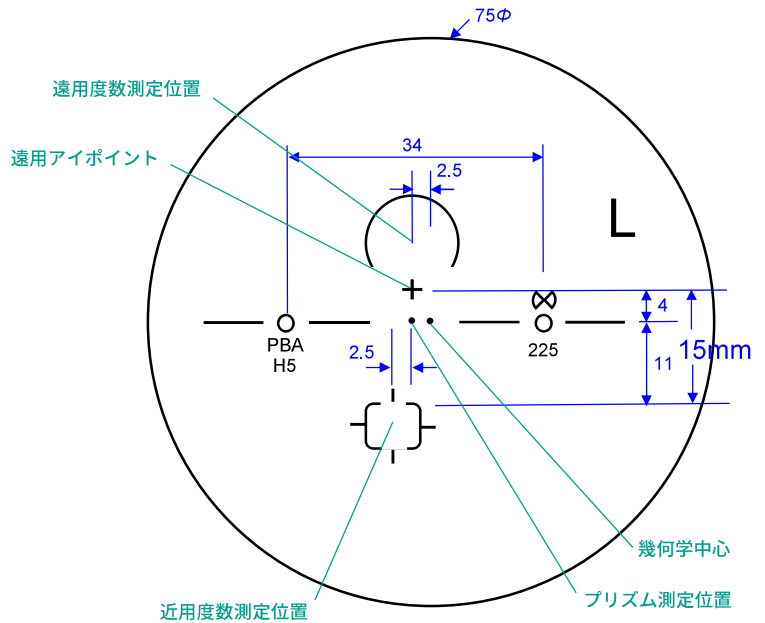 75Φ
遠用度数測定位置
34
遠用アイポイント
2.5
L
4
PBA
H5
225
2.5
11
15mm
幾何学中心
プリズム測定位置
近用度数測定位置